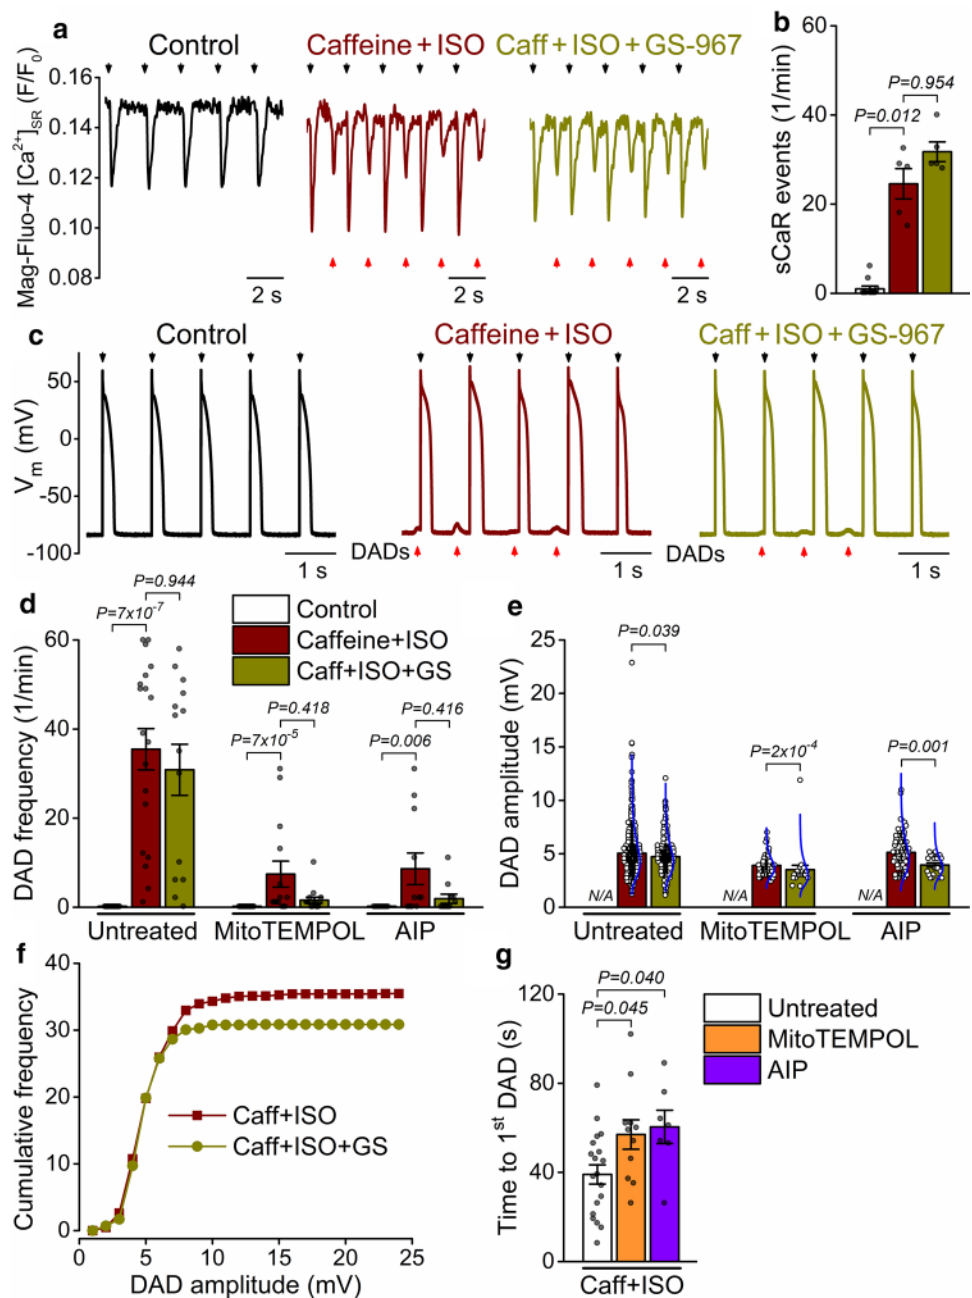 a
Control
Caffeine+ISO
Caff+ISO+GS-967
Mag-Fluo-4 [Ca²⁺]SR (F/F₀)
0.16
0.14
0.12
0.10
0.08
2 s
2 s
2 s
b
sCaR events (1/min)
60
40
20
0
P=0.012
P=0.954
c
Control
Caffeine+ISO
Caff+ISO+GS-967
Vm (mV)
50
0
-50
-100
DADs
DADs
1 s
1 s
1 s
d
DAD frequency (1/min)
60
40
20
0
P=7x10⁻⁷
P=0.944
P=7x10⁻⁵
P=0.418
P=0.006
P=0.416
Control
Caffeine+ISO
Caff+ISO+GS
Untreated
MitoTEMPOL
AIP
e
DAD amplitude (mV)
25
20
15
10
5
0
P=0.039
P=2x10⁻⁴
P=0.001
N/A
N/A
N/A
Untreated
MitoTEMPOL
AIP
f
Cumulative frequency
40
30
20
10
0
Caff+ISO
Caff+ISO+GS
0
5
10
15
20
25
DAD amplitude (mV)
g
Time to 1st DAD (s)
120
80
40
0
P=0.040
P=0.045
Untreated
MitoTEMPOL
AIP
Caff+ISO